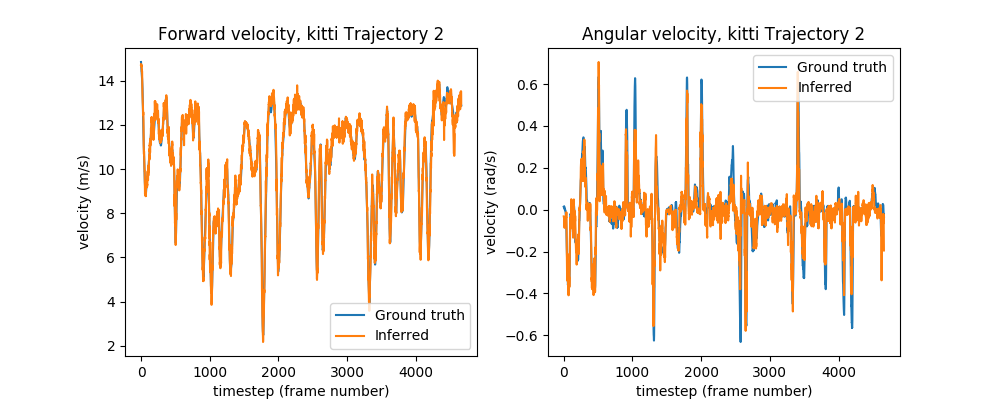 Forward velocity, kitti Trajectory 2
velocity (m/s)
14
12
10
8
6
4
2
0
1000
2000
3000
4000
timestep (frame number)
Ground truth
Inferred
Angular velocity, kitti Trajectory 2
velocity (rad/s)
0.6
0.4
0.2
0.0
−0.2
−0.4
−0.6
0
1000
2000
3000
4000
timestep (frame number)
Ground truth
Inferred